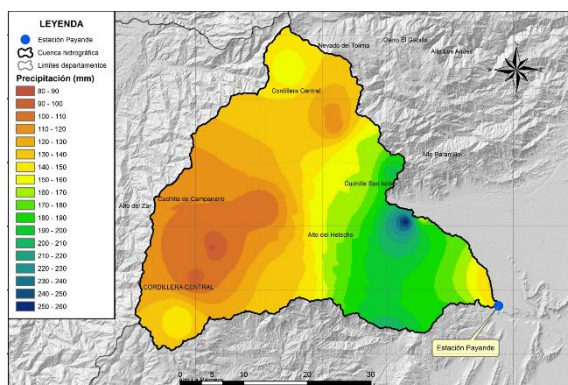 LEYENDA
Estación Payande
Cuenca hidrográfica
Limites departamentos
Precipitación (mm)
80 - 90
90 - 100
100 - 110
110 - 120
120 - 130
130 - 140
140 - 150
150 - 160
160 - 170
170 - 180
180 - 190
190 - 200
200 - 210
210 - 220
220 - 230
230 - 240
240 - 250
250 - 260
Nevado del Tolima
Cerro El Gabita
Alto Los Andes
Cordillera Central
Alto Paramillo
Cuchilla San Isidro
Cuchilla de Campanario
Alto del Zar
Alto del Helecho
CORDILLERA CENTRAL
Estación Payande
0
5
10
20
30